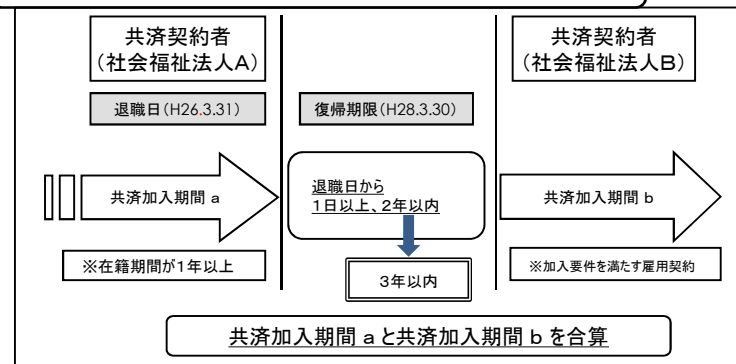 共済契約者
（社会福祉法人A）
共済契約者
（社会福祉法人B）
退職日（H26.3.31）
復帰期限（H28.3.30）
共済加入期間 a
退職日から
1日以上、2年以内
共済加入期間 b
※在籍期間が1年以上
3年以内
※加入要件を満たす雇用契約
共済加入期間 a と共済加入期間 b を合算